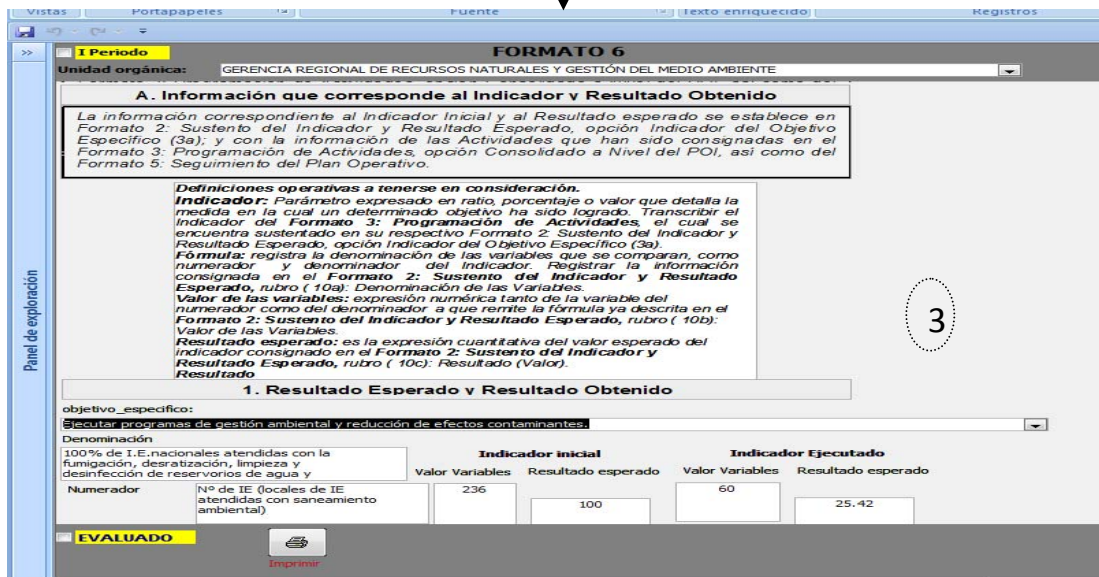 Vistas Portapapeles Fuente Texto enriquecido Registros
I Periodo FORMATO 6
Unidad orgánica: GERENCIA REGIONAL DE RECURSOS NATURALES Y GESTIÓN DEL MEDIO AMBIENTE
A. Información que corresponde al Indicador y Resultado Obtenido
La información correspondiente al Indicador Inicial y al Resultado esperado se establece en
Formato 2: Sustento del Indicador y Resultado Esperado, opción Indicador del Objetivo
Específico (3a); y con la información de las Actividades que han sido consignadas en el
Formato 3: Programación de Actividades, opción Consolidado a Nivel del POI, así como del
Formato 5: Seguimiento del Plan Operativo.
Definiciones operativas a tenerse en consideración.
Indicador: Parámetro expresado en ratio, porcentaje o valor que detalla la
medida en la cual un determinado objetivo ha sido logrado. Transcribir el
Indicador del Formato 3: Programación de Actividades, el cual se
encuentra sustentado en su respectivo Formato 2: Sustento del Indicador y
Resultado Esperado, opción Indicador del Objetivo Específico (3a).
Fórmula: registra la denominación de las variables que se comparan, como
numerador y denominador del Indicador. Registrar la información
consignada en el Formato 2: Sustento del Indicador y Resultado
Esperado, rubro ( 10a): Denominación de las Variables.
Valor de las variables: expresión numérica tanto de la variable del
numerador como del denominador a que remite la fórmula ya descrita en el
Formato 2: Sustento del Indicador y Resultado Esperado, rubro ( 10b):
Valor de las Variables.
Resultado esperado: es la expresión cuantitativa del valor esperado del
indicador consignado en el Formato 2: Sustento del Indicador y
Resultado Esperado, rubro ( 10c): Resultado (Valor).
Resultado
3
Panel de exploración
1. Resultado Esperado y Resultado Obtenido
objetivo_especifico:
Ejecutar programas de gestión ambiental y reducción de efectos contaminantes.
Denominación
100% de I.E.nacionales atendidas con la
fumigación, desratización, limpieza y
desinfección de reservorios de agua y
Indicador inicial Indicador Ejecutado
Valor Variables Resultado esperado Valor Variables Resultado esperado
Numerador Nº de IE (locales de IE
atendidas con saneamiento
ambiental)
236 100 60 25.42
EVALUADO
Imprimir